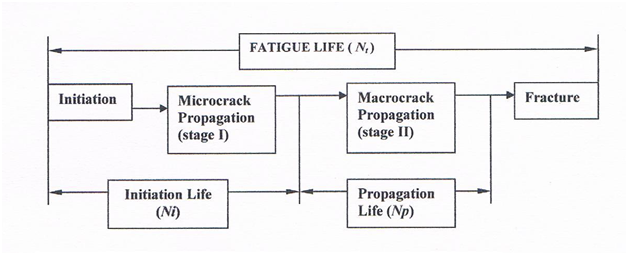 FATIGUE LIFE ( Nt )
Initiation
Microcrack
Propagation
(stage I)
Macrocrack
Propagation
(stage II)
Fracture
Initiation Life
(Ni)
Propagation
Life (Np)